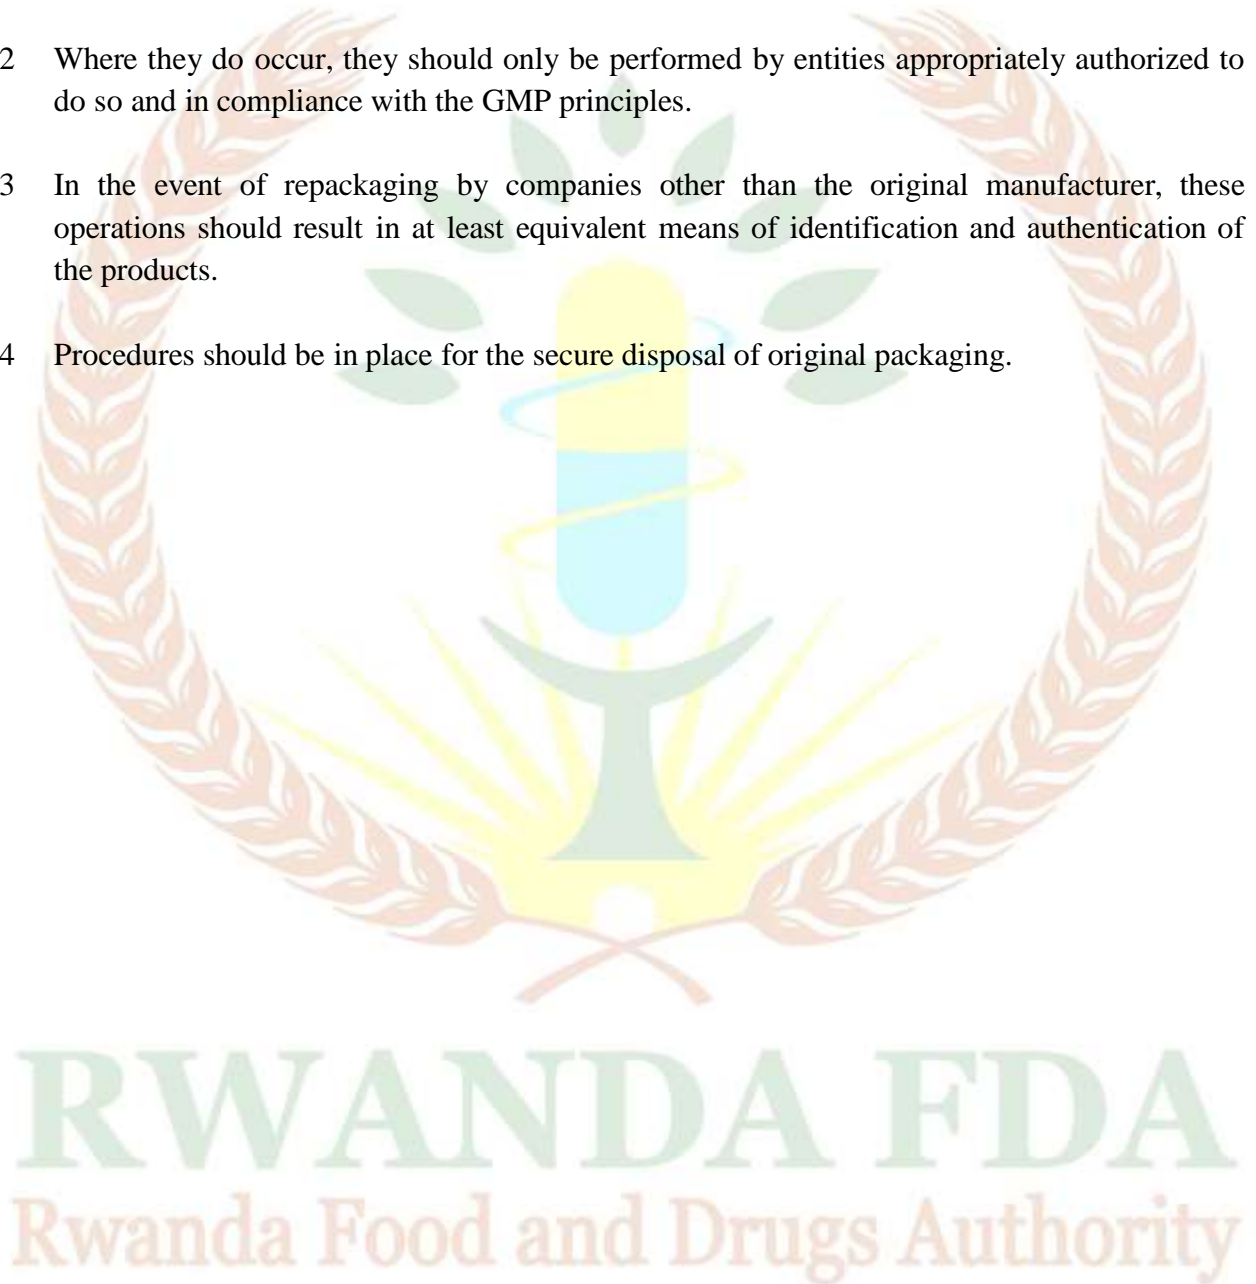 2 Where they do occur, they should only be performed by entities appropriately authorized to
do so and in compliance with the GMP principles.
3 In the event of repackaging by companies other than the original manufacturer, these
operations should result in at least equivalent means of identification and authentication of
the products.
4 Procedures should be in place for the secure disposal of original packaging.
RWANDA FDA
Rwanda Food and Drugs Authority